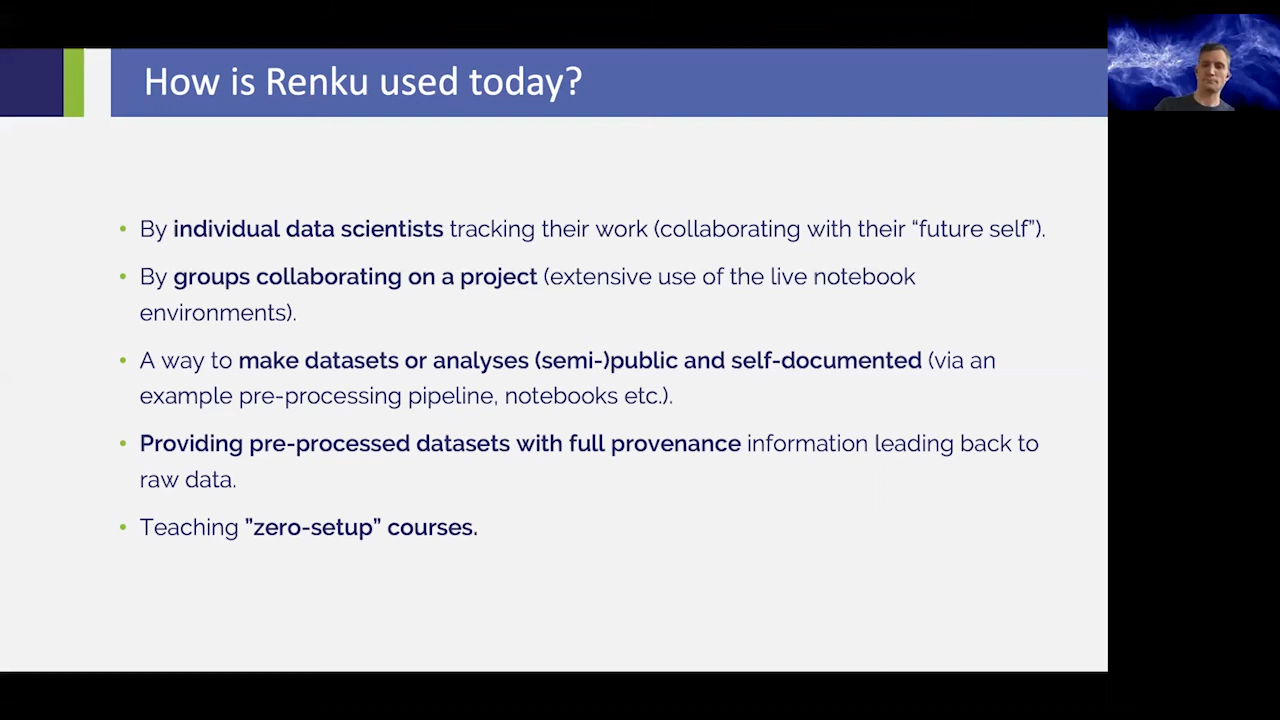 How is Renku used today?
• By individual data scientists tracking their work (collaborating with their “future self”).
• By groups collaborating on a project (extensive use of the live notebook
environments).
• A way to make datasets or analyses (semi-)public and self-documented (via an
example pre-processing pipeline, notebooks etc.).
• Providing pre-processed datasets with full provenance information leading back to
raw data.
• Teaching ”zero-setup” courses.